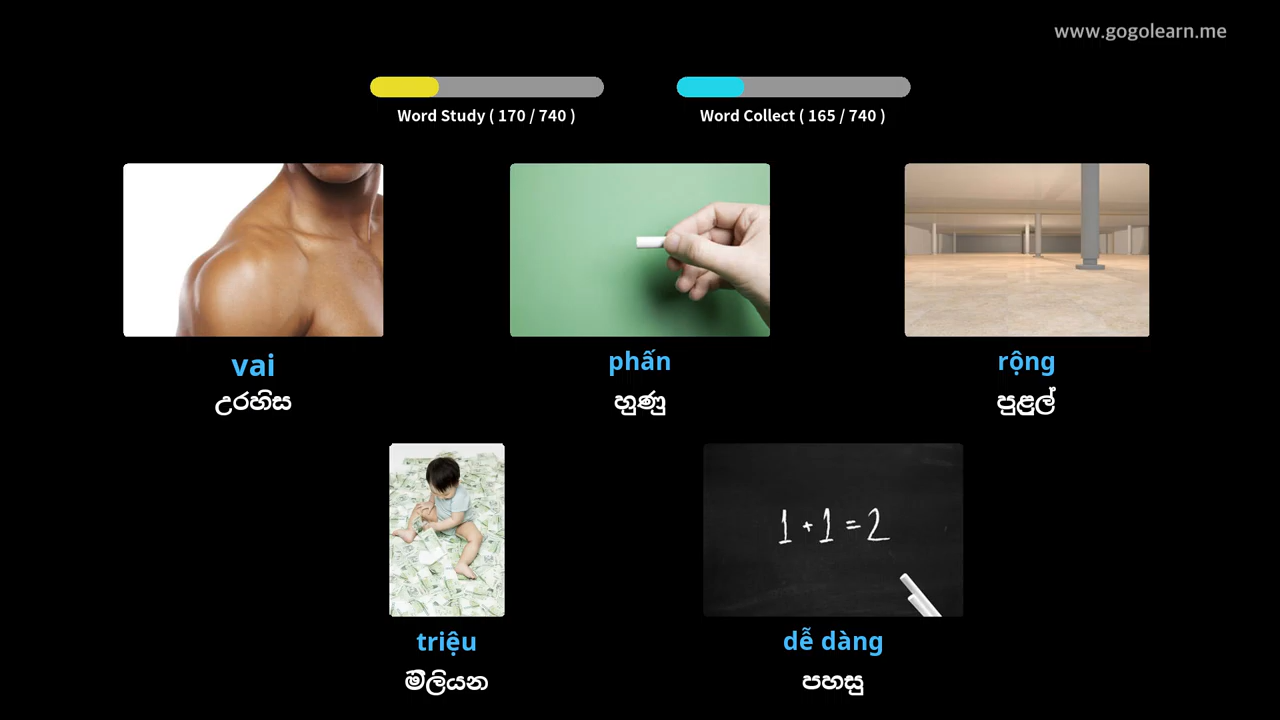 www.gogolearn.me
Word Study ( 170 / 740 )
Word Collect ( 165 / 740 )
vai
phấn
rộng
උරහිස
හුණු
පුළුල්
1 + 1 = 2
triệu
dễ dàng
මිලියන
පහසු